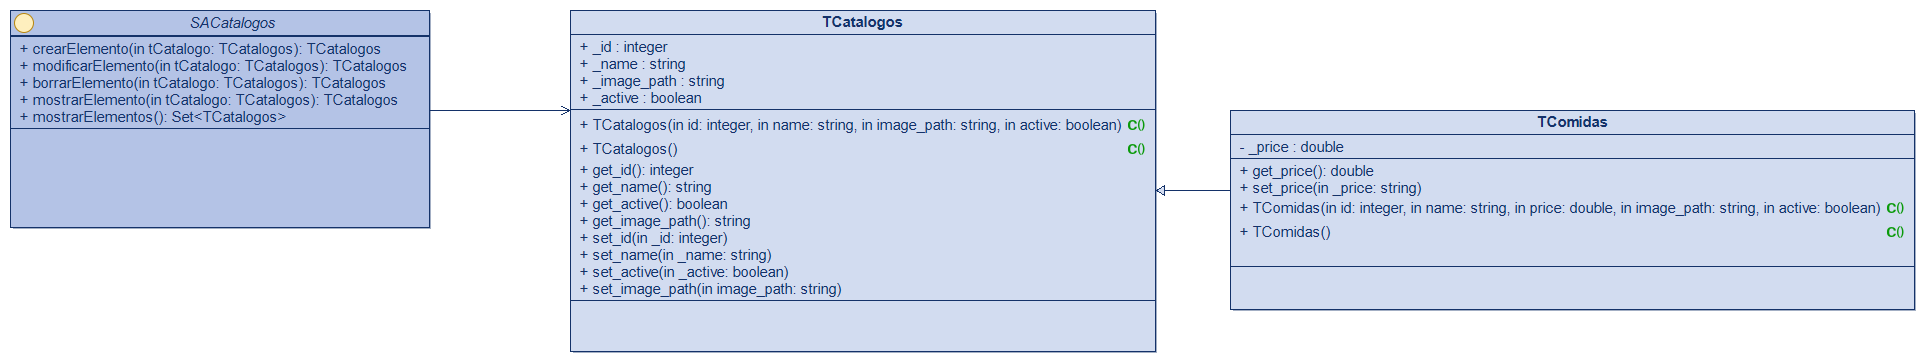 SACatalogos
+ crearElemento(in tCatalogo: TCatalogos): TCatalogos
+ modificarElemento(in tCatalogo: TCatalogos): TCatalogos
+ borrarElemento(in tCatalogo: TCatalogos): TCatalogos
+ mostrarElemento(in tCatalogo: TCatalogos): TCatalogos
+ mostrarElementos(): Set<TCatalogos>
TCatalogos
+ _id : integer
+ _name : string
+ _image_path : string
+ _active : boolean
+ TCatalogos(in id: integer, in name: string, in image_path: string, in active: boolean) C()
+ TCatalogos() C()
+ get_id(): integer
+ get_name(): string
+ get_active(): boolean
+ get_image_path(): string
+ set_id(in _id: integer)
+ set_name(in _name: string)
+ set_active(in _active: boolean)
+ set_image_path(in image_path: string)
TComidas
- _price : double
+ get_price(): double
+ set_price(in _price: string)
+ TComidas(in id: integer, in name: string, in price: double, in image_path: string, in active: boolean) C()
+ TComidas() C()